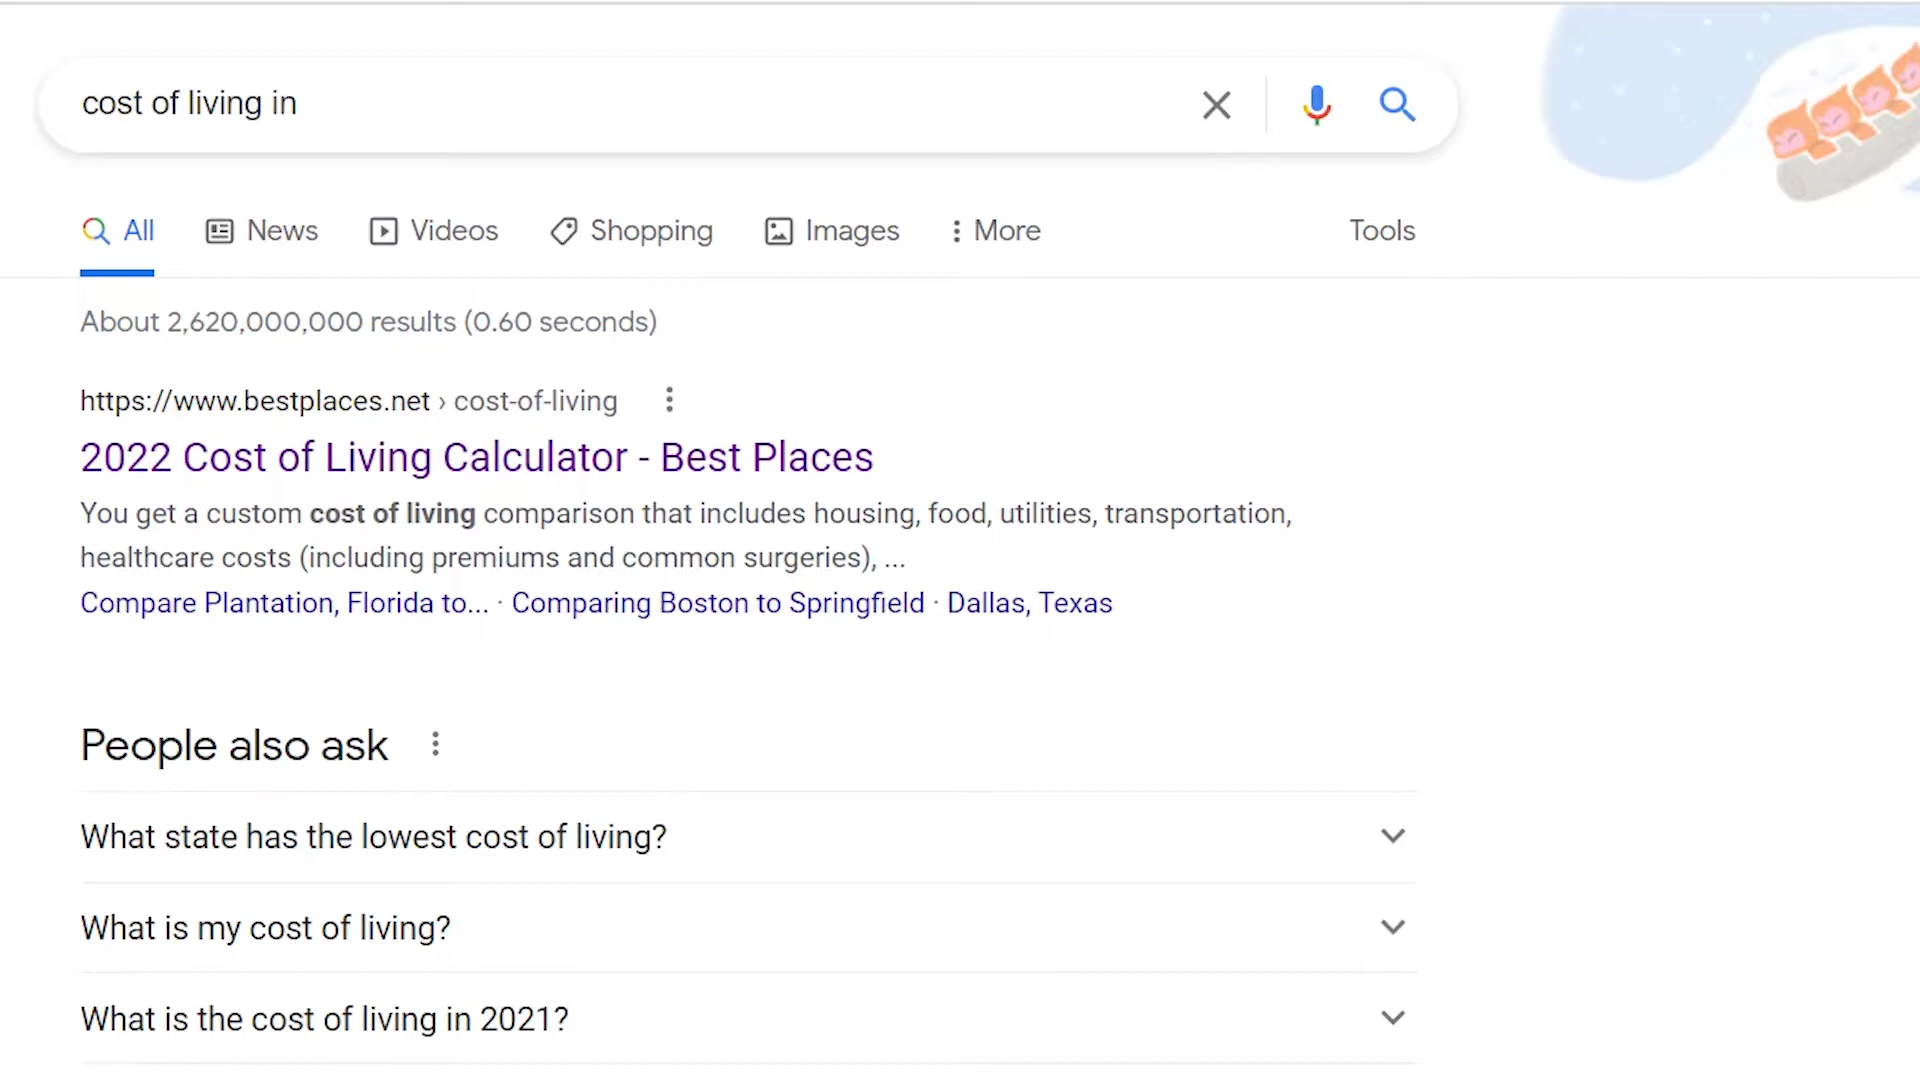 cost of living in
All News Videos Shopping Images More Tools
About 2,620,000,000 results (0.60 seconds)
https://www.bestplaces.net › cost-of-living
2022 Cost of Living Calculator - Best Places
You get a custom cost of living comparison that includes housing, food, utilities, transportation,
healthcare costs (including premiums and common surgeries), ...
Compare Plantation, Florida to... · Comparing Boston to Springfield · Dallas, Texas
People also ask
What state has the lowest cost of living?
What is my cost of living?
What is the cost of living in 2021?